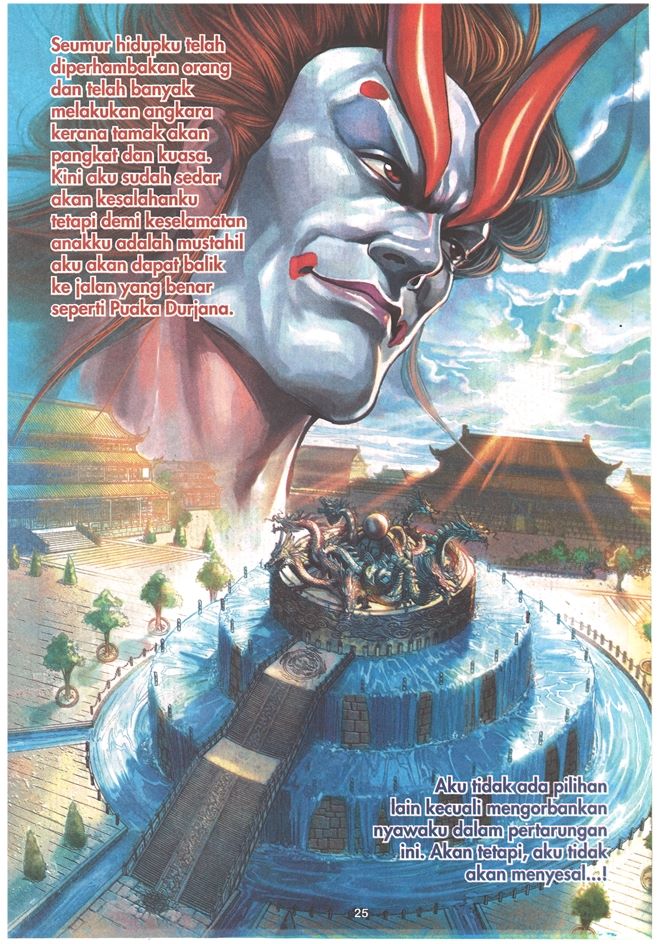 Seumur hidupku telah
diperhambakan orang
dan telah banyak
melakukan angkara
kerana tamak akan
pangkat dan kuasa.
Kini aku sudah sedar
akan kesalahanku
tetapi demi keselamatan
anakku adalah mustahil
aku akan dapat balik
ke jalan yang benar
seperti Puaka Durjana.
Aku tidak ada pilihan
lain kecuali mengorbankan
nyawaku dalam pertarungan
ini. Akan tetapi, aku tidak
akan menyesal...!
25